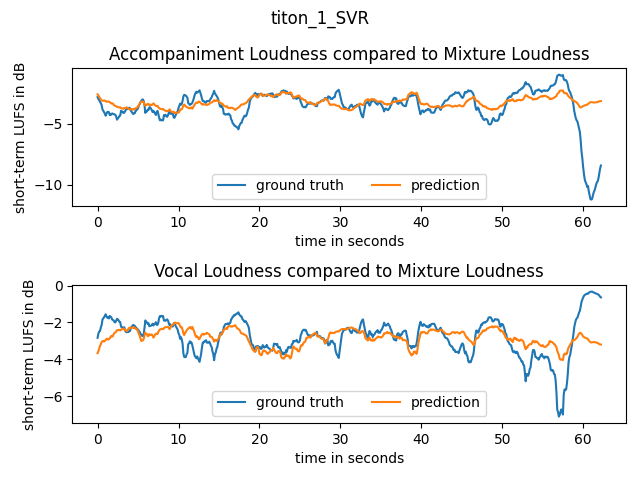 titon_1_SVR
Accompaniment Loudness compared to Mixture Loudness
short-term LUFS in dB
−5
−10
ground truth
prediction
0 10 20 30 40 50 60
time in seconds
Vocal Loudness compared to Mixture Loudness
short-term LUFS in dB
0
−2
−4
−6
ground truth
prediction
0 10 20 30 40 50 60
time in seconds